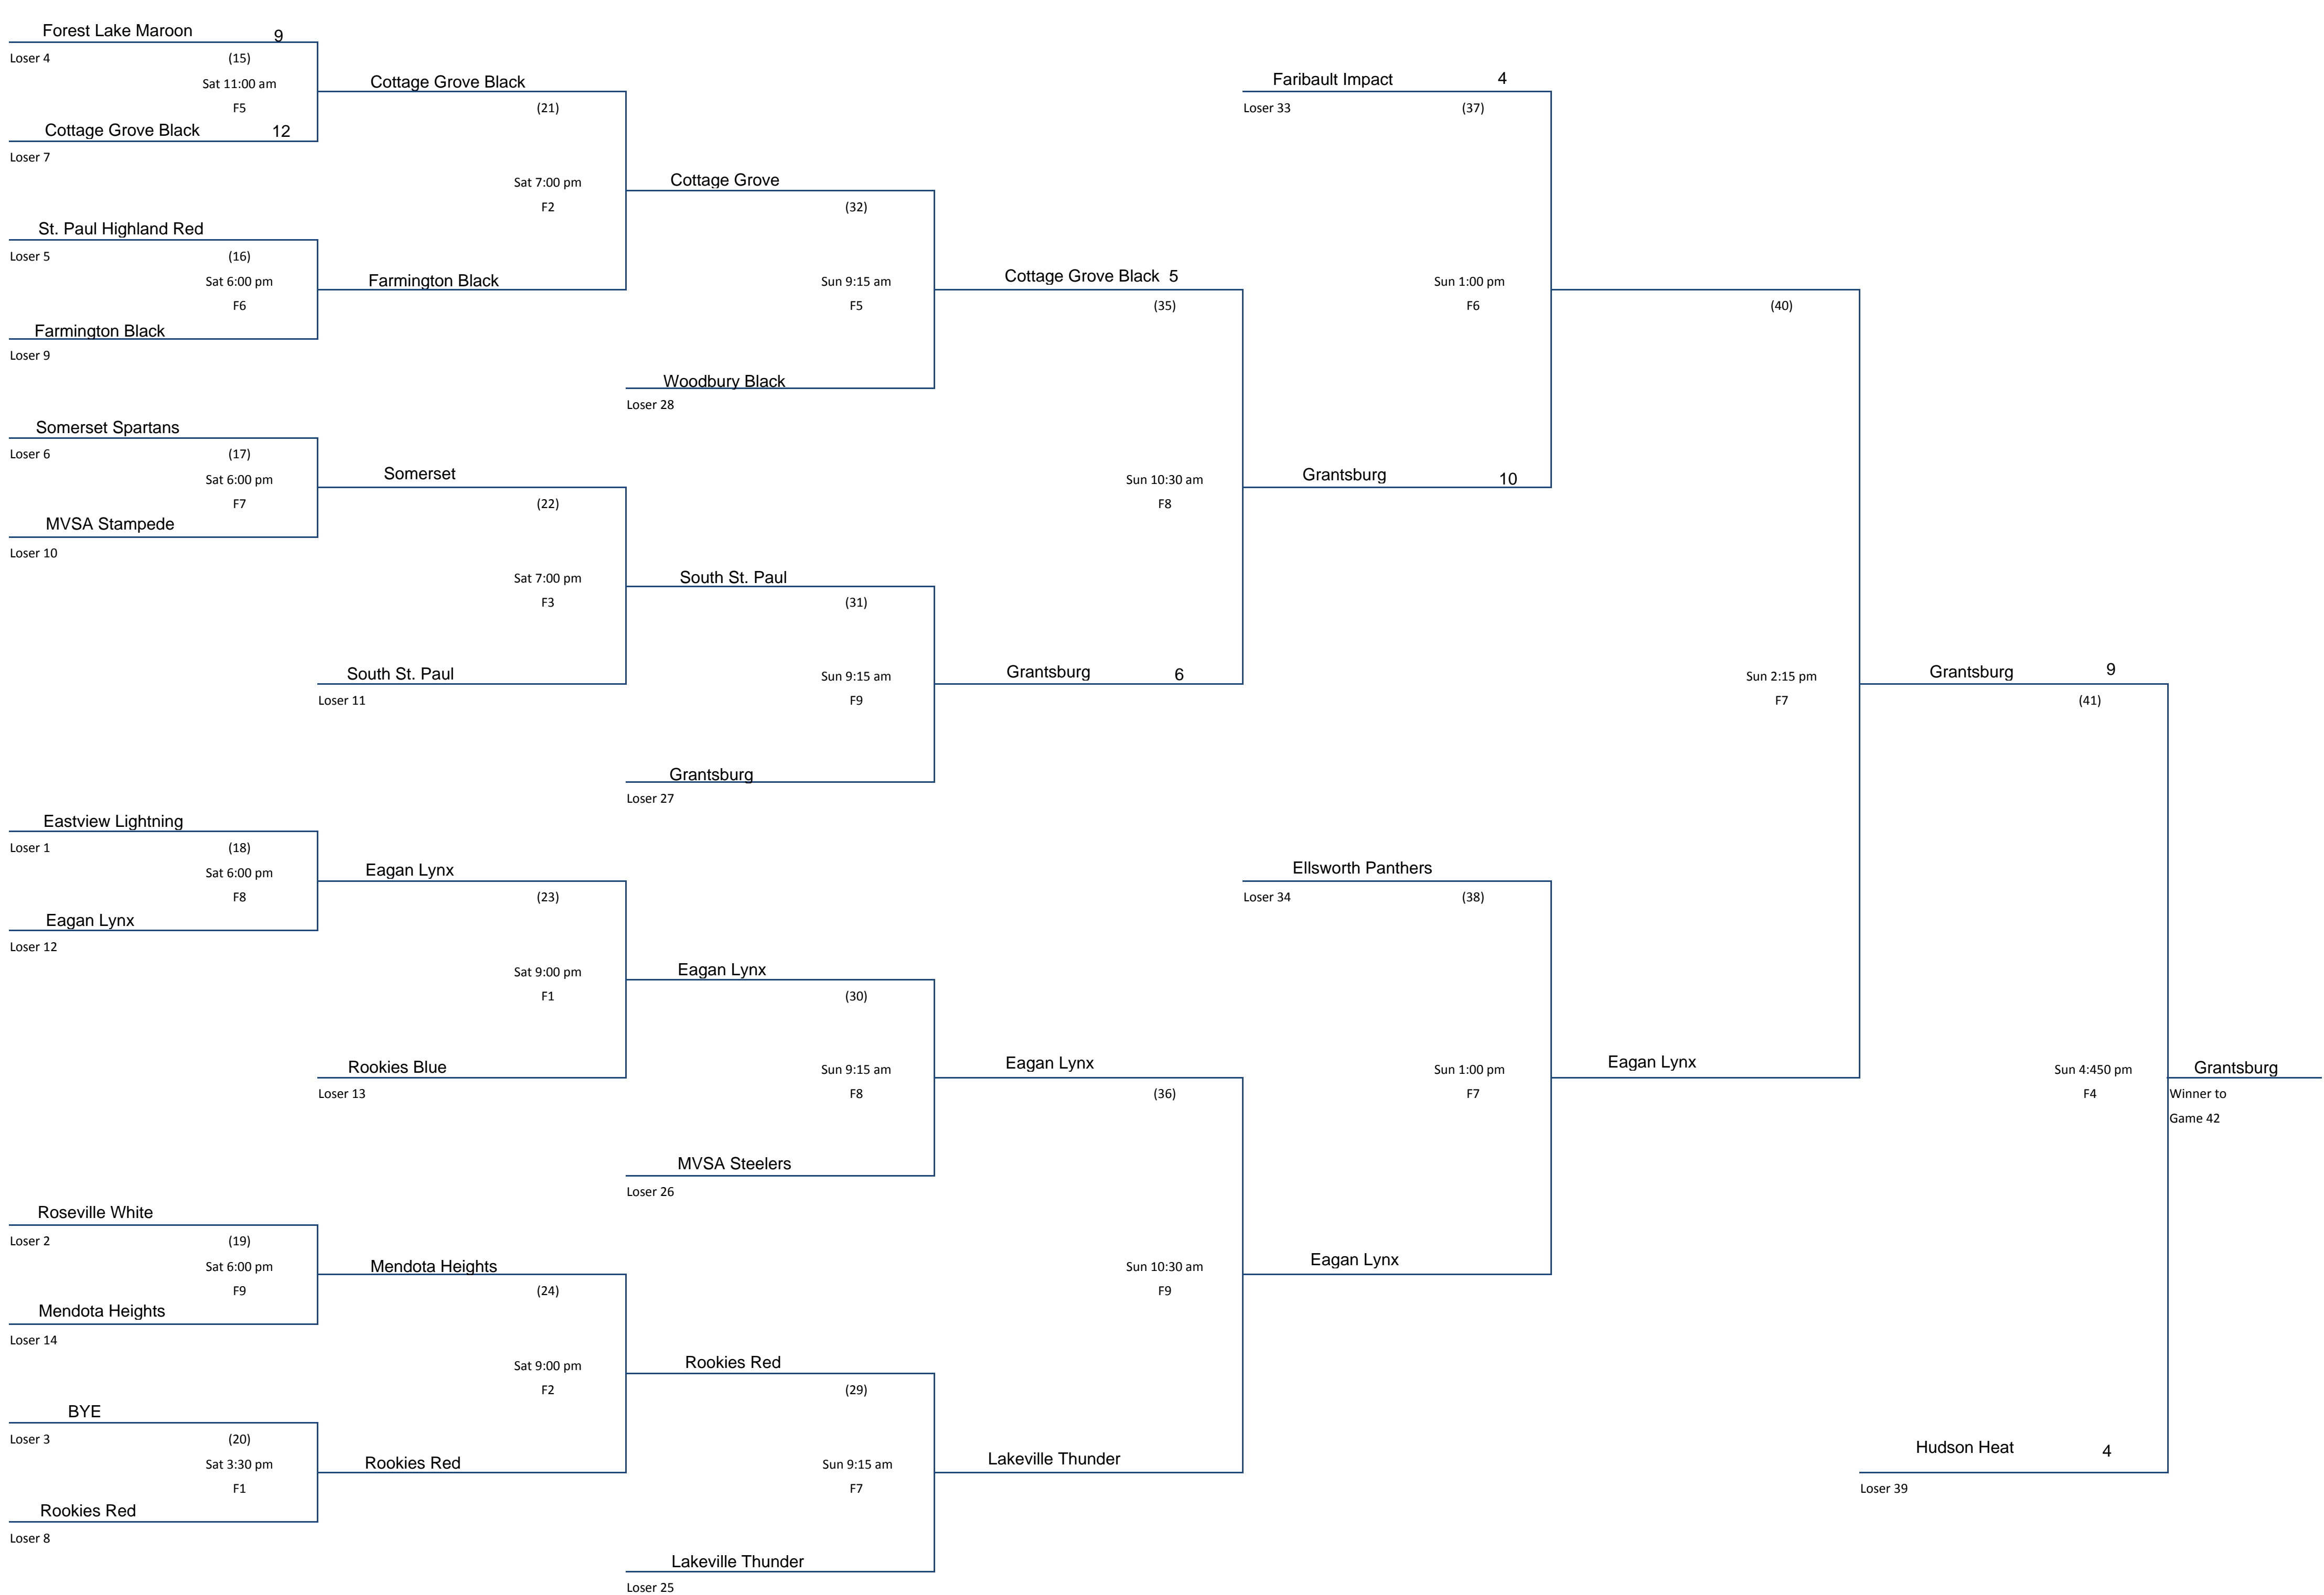 Forest Lake Maroon 9
Loser 4 (15)
Sat 11:00 am
F5
Cottage Grove Black 12
Loser 7
St. Paul Highland Red
Loser 5 (16)
Sat 6:00 pm
F6
Farmington Black
Loser 9
Somerset Spartans
Loser 6 (17)
Sat 6:00 pm
F7
MVSA Stampede
Loser 10
Eastview Lightning
Loser 1 (18)
Sat 6:00 pm
F8
Eagan Lynx
Loser 12
Roseville White
Loser 2 (19)
Sat 6:00 pm
F9
Mendota Heights
Loser 14
BYE
Loser 3 (20)
Sat 3:30 pm
F1
Rookies Red
Loser 8
Cottage Grove Black
(21)
Sat 7:00 pm
F2
Farmington Black
Somerset
(22)
Sat 7:00 pm
F3
South St. Paul
Loser 11
Eagan Lynx
(23)
Sat 9:00 pm
F1
Rookies Blue
Loser 13
Mendota Heights
(24)
Sat 9:00 pm
F2
Rookies Red
Cottage Grove
(32)
Sun 9:15 am
F5
Woodbury Black
Loser 28
South St. Paul
(31)
Sun 9:15 am
F9
Grantsburg
Loser 27
Eagan Lynx
(30)
Sun 9:15 am
F8
MVSA Steelers
Loser 26
Rookies Red
(29)
Sun 9:15 am
F7
Lakeville Thunder
Loser 25
Cottage Grove Black 5
(35)
Sun 10:30 am
F8
Grantsburg 6
Eagan Lynx
(36)
Sun 10:30 am
F9
Lakeville Thunder
Faribault Impact 4
Loser 33 (37)
Sun 1:00 pm
F6
Grantsburg 10
Ellsworth Panthers
Loser 34 (38)
Sun 1:00 pm
F7
Eagan Lynx
(40)
Sun 2:15 pm
F7
Eagan Lynx
Grantsburg 9
(41)
Sun 4:450 pm
F4
Hudson Heat 4
Loser 39
Grantsburg
Winner to
Game 42